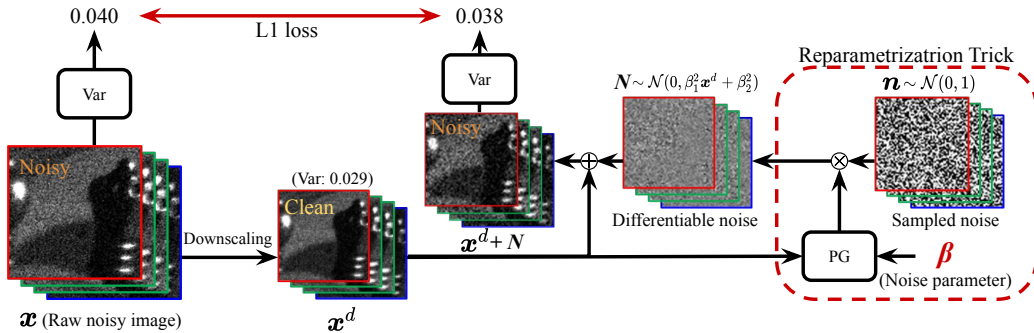 0.040
L1 loss
0.038
Var
Var
Reparametrizatrion Trick
N ~ 𝒩(0, β₁²x^d + β₂²)
n ~ 𝒩(0, 1)
Noisy
Noisy
(Var: 0.029)
Clean
Downscaling
x^d + N
Differentiable noise
Sampled noise
PG
β
(Noise parameter)
x (Raw noisy image)
x^d